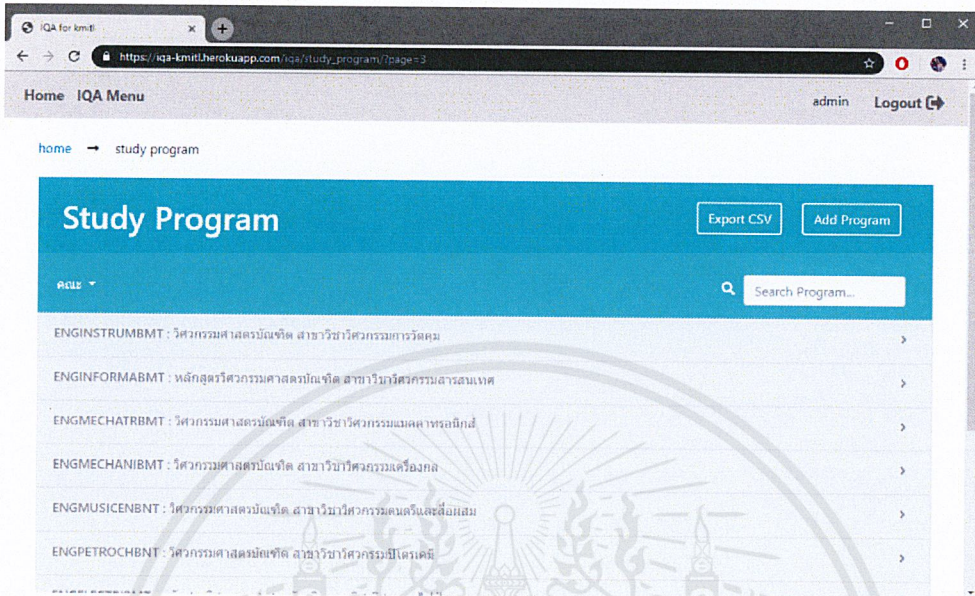 IQA for kmitl
https://iqa-kmitl.herokuapp.com/iqa/study_program/?page=3
Home IQA Menu admin Logout
home → study program
Study Program Export CSV Add Program
คณะ Search Program...
ENGINSTRUMBMT : วิศวกรรมศาสตรบัณฑิต สาขาวิชาวิศวกรรมการวัดคุม
ENGINFORMABMT : หลักสูตรวิศวกรรมศาสตรบัณฑิต สาขาวิชาวิศวกรรมสารสนเทศ
ENGMECHATRBMT : วิศวกรรมศาสตรบัณฑิต สาขาวิชาวิศวกรรมแมคคาทรอนิกส์
ENGMECHANIBMT : วิศวกรรมศาสตรบัณฑิต สาขาวิชาวิศวกรรมเครื่องกล
ENGMUSICENBNT : วิศวกรรมศาสตรบัณฑิต สาขาวิชาวิศวกรรมดนตรีและสื่อผสม
ENGPETROCHBNT : วิศวกรรมศาสตรบัณฑิต สาขาวิชาวิศวกรรมปิโตรเคมี